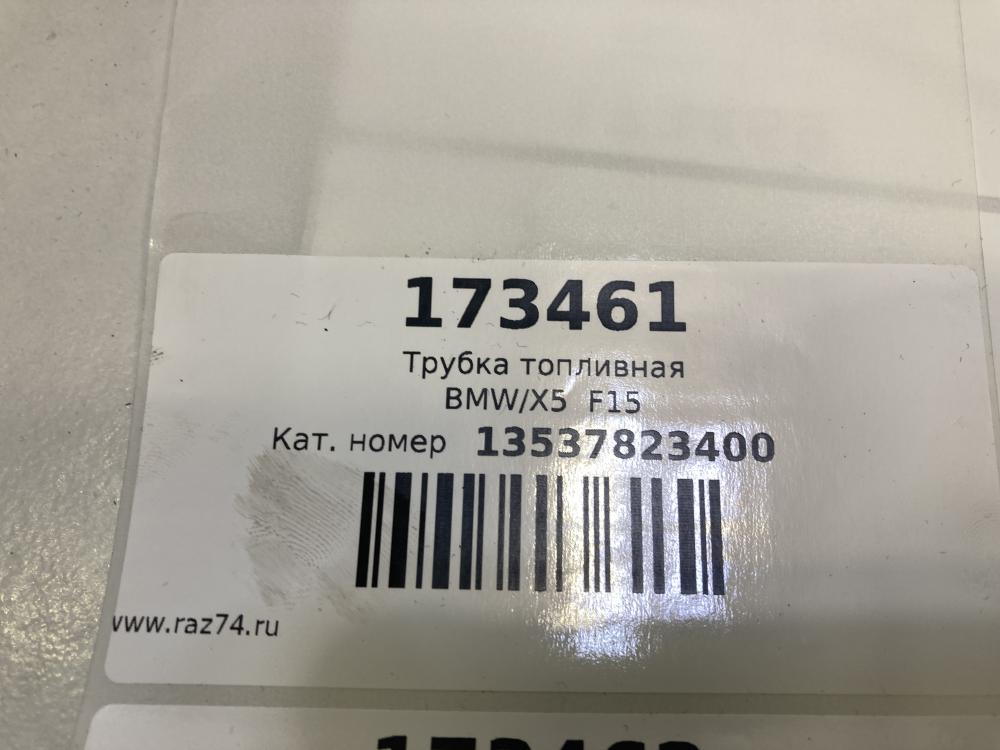 173461
Трубка топливная
BMW/X5 F15
Кат. номер 13537823400
www.raz74.ru